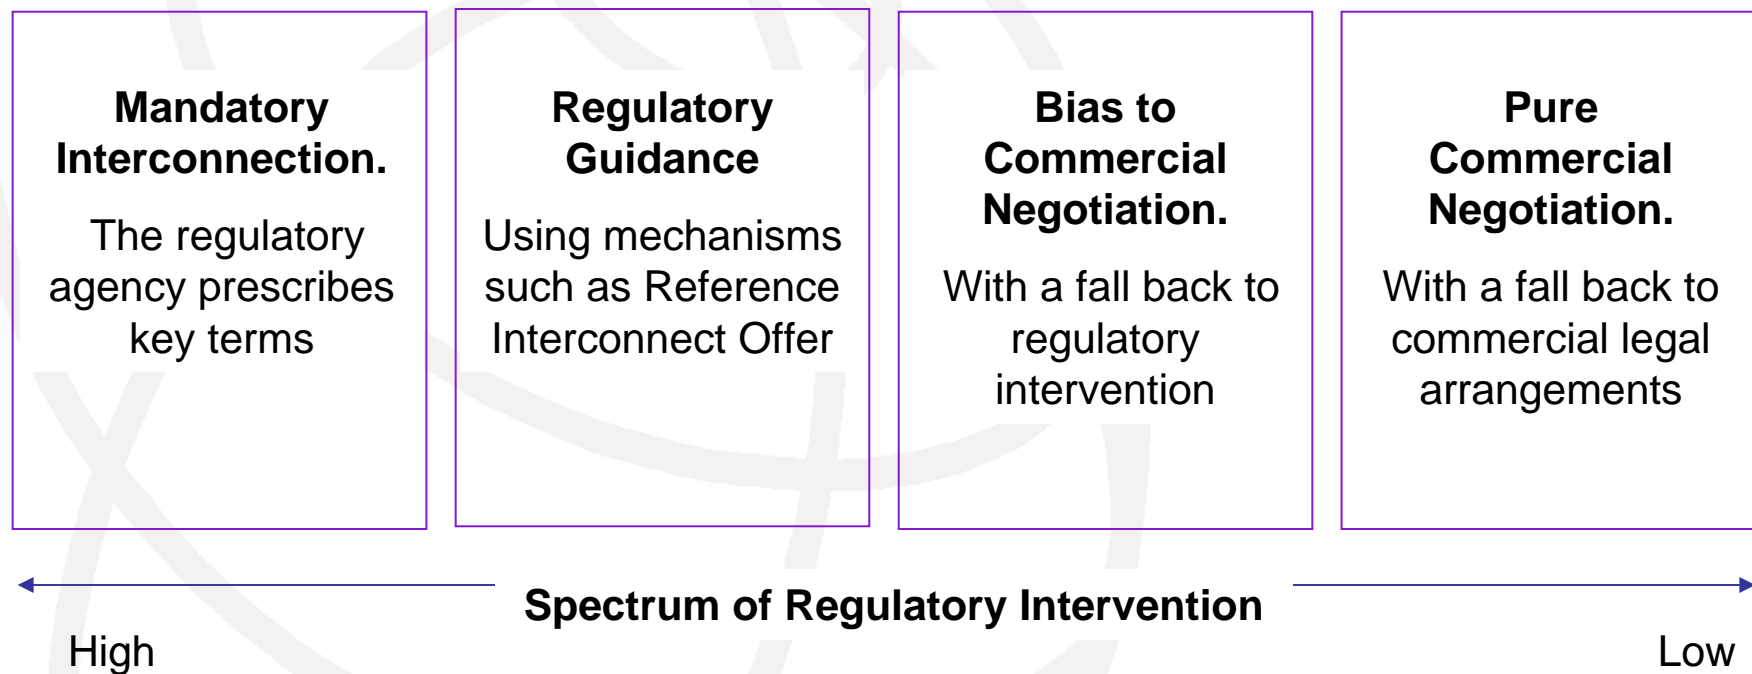 Mandatory
Interconnection.
The regulatory
agency prescribes
key terms
Regulatory
Guidance
Using mechanisms
such as Reference
Interconnect Offer
Bias to
Commercial
Negotiation.
With a fall back to
regulatory
intervention
Pure
Commercial
Negotiation.
With a fall back to
commercial legal
arrangements
Spectrum of Regulatory Intervention
High
Low